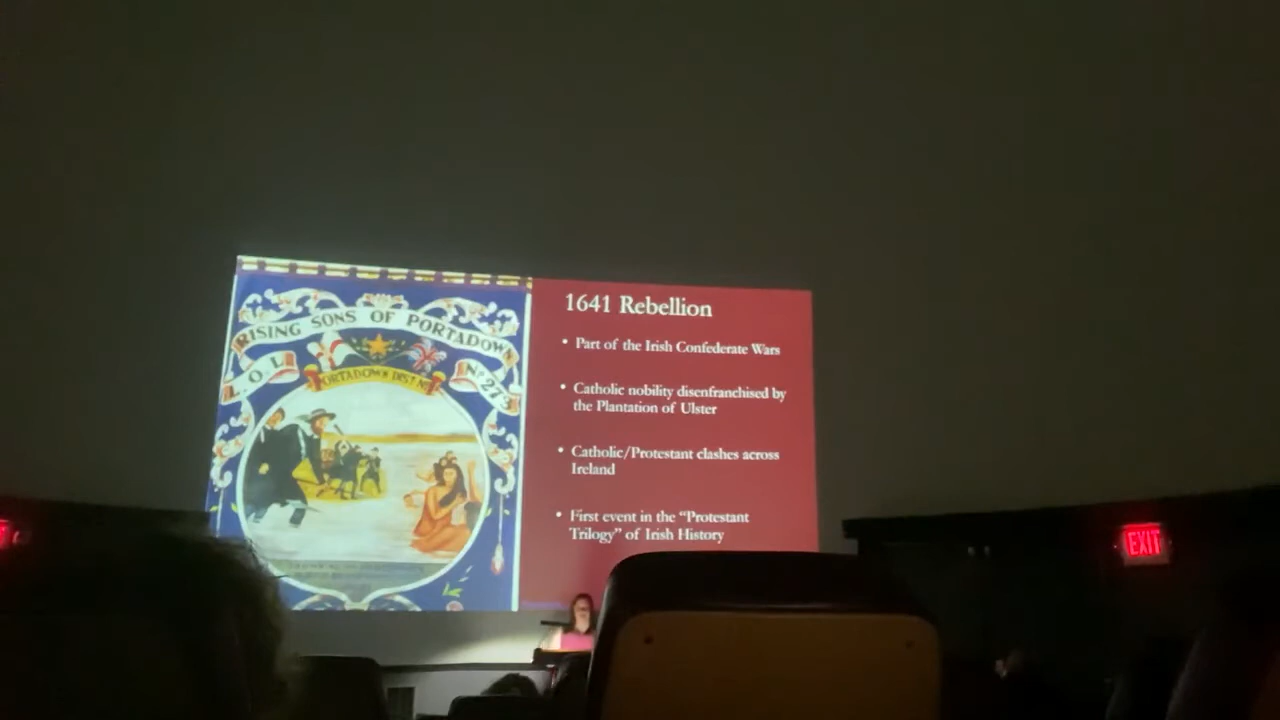 RISING SONS OF PORTADOWN
L.O.L.
Nº 273
PORTADOWN DIST Nº
1641 Rebellion
• Part of the Irish Confederate Wars
• Catholic nobility disenfranchised by
the Plantation of Ulster
• Catholic/Protestant clashes across
Ireland
• First event in the “Protestant
Trilogy” of Irish History
EXIT